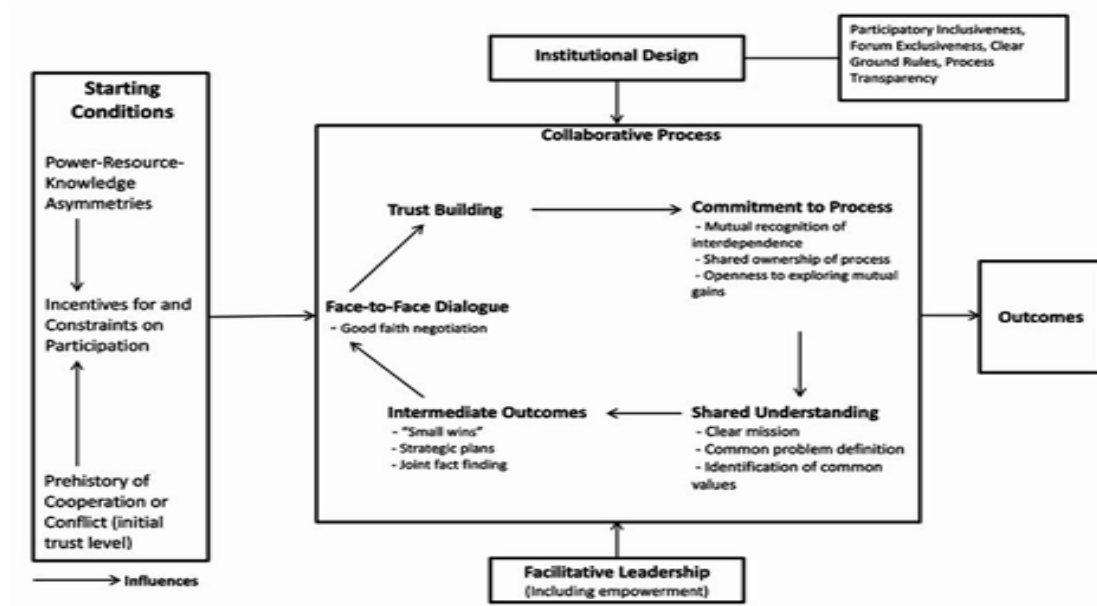 Institutional Design
Participatory Inclusiveness,
Forum Exclusiveness, Clear
Ground Rules, Process
Transparency
Starting
Conditions
Power-Resource-
Knowledge
Asymmetries
Incentives for and
Constraints on
Participation
Prehistory of
Cooperation or
Conflict (initial
trust level)
Influences
Collaborative Process
Trust Building
Commitment to Process
- Mutual recognition of
interdependence
- Shared ownership of process
- Openness to exploring mutual
gains
Face-to-Face Dialogue
- Good faith negotiation
Intermediate Outcomes
- "Small wins"
- Strategic plans
- Joint fact finding
Shared Understanding
- Clear mission
- Common problem definition
- Identification of common
values
Outcomes
Facilitative Leadership
(Including empowerment)